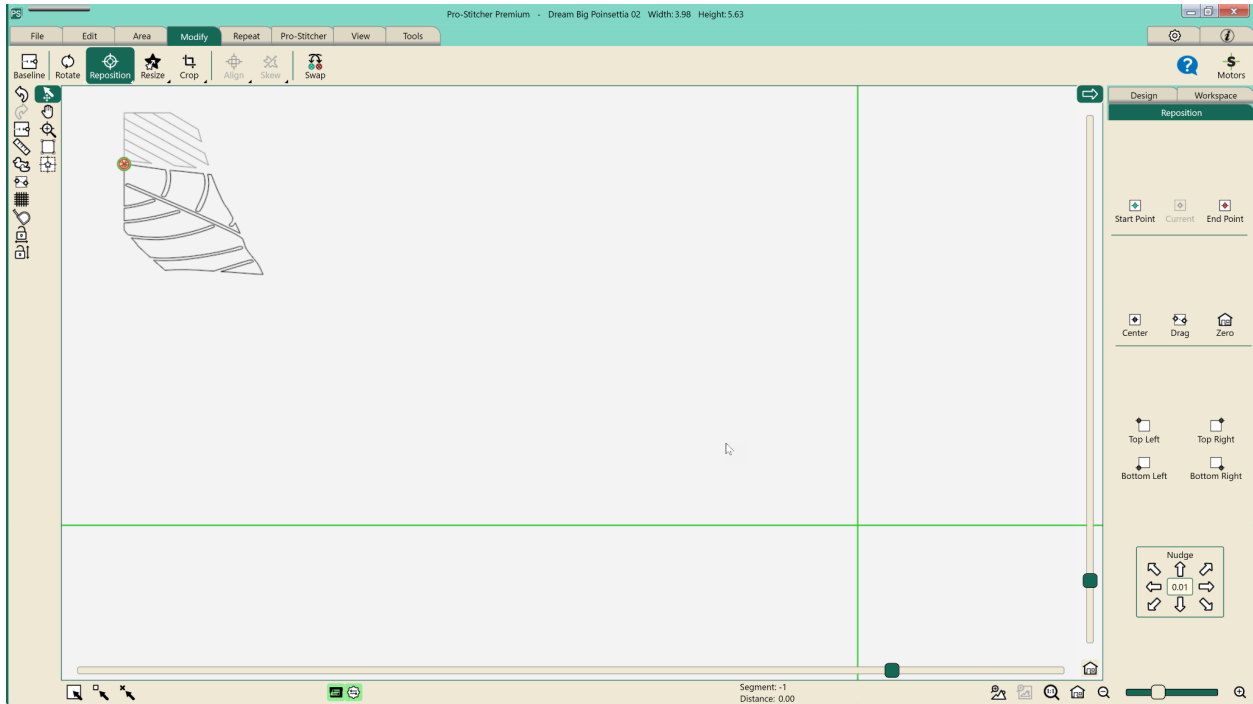 PS
Pro-Stitcher Premium - Dream Big Poinsettia 02 Width: 3.98 Height: 5.63
File Edit Area Modify Repeat Pro-Stitcher View Tools
Baseline Rotate Reposition Resize Crop Align Skew Swap
S
Motors
Design Workspace
Reposition
Start Point Current End Point
Center Drag Zero
Top Left Top Right
Bottom Left Bottom Right
Nudge
0.01
Segment: -1
Distance: 0.00
1:1